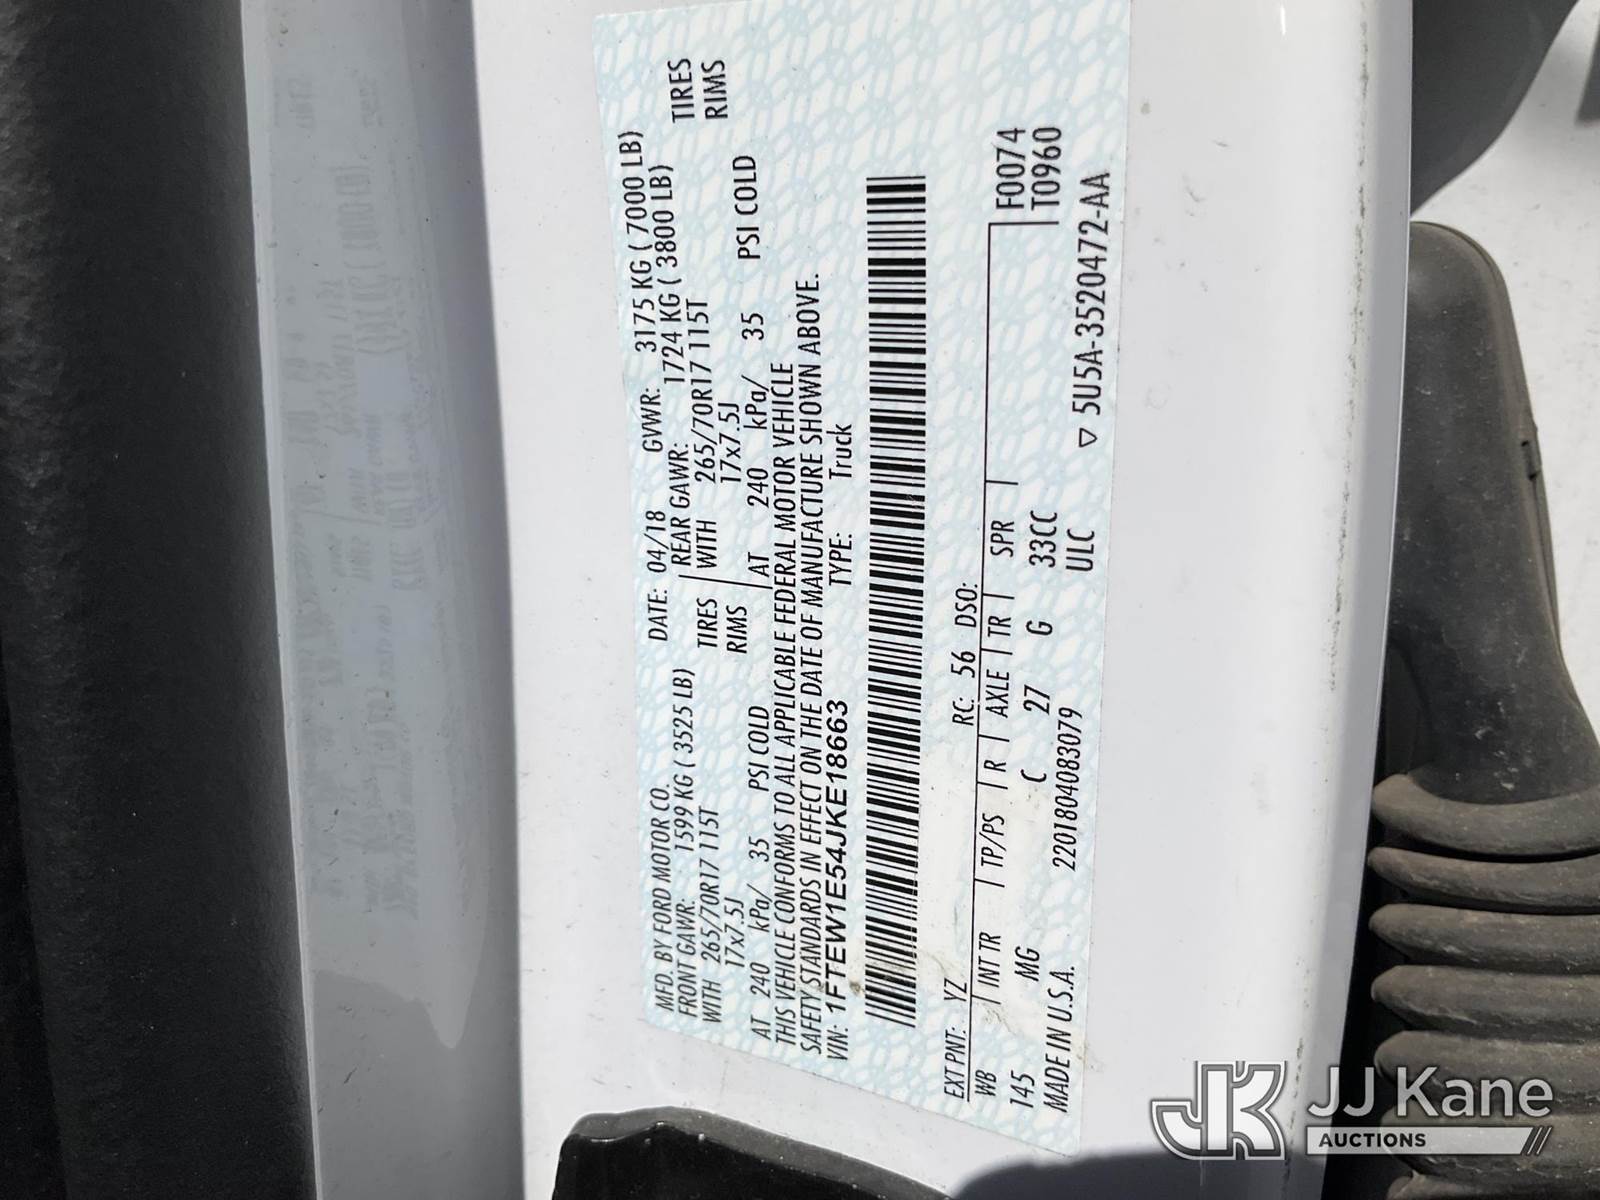 MFD. BY FORD MOTOR CO. DATE: 04/18 GVWR: 3175 KG ( 7000 LB)
FRONT GAWR: 1599 KG ( 3525 LB) REAR GAWR: 1724 KG ( 3800 LB)
WITH 265/70R17 115T TIRES WITH 265/70R17 115T TIRES
17x7.5J RIMS 17x7.5J RIMS
AT 240 kPa/ 35 PSI COLD AT 240 kPa/ 35 PSI COLD
THIS VEHICLE CONFORMS TO ALL APPLICABLE FEDERAL MOTOR VEHICLE
SAFETY STANDARDS IN EFFECT ON THE DATE OF MANUFACTURE SHOWN ABOVE.
VIN: 1FTEW1E54JKE18663 TYPE: Truck
EXT PNT: YZ RC: 56 DSO:
WB INT TR TP/PS R AXLE TR SPR F0074
145 MG C 27 G 33CC T0960
MADE IN U.S.A. 220180408​3079 ULC
▽ 5U5A-3520472-AA
JK JJ Kane
AUCTIONS